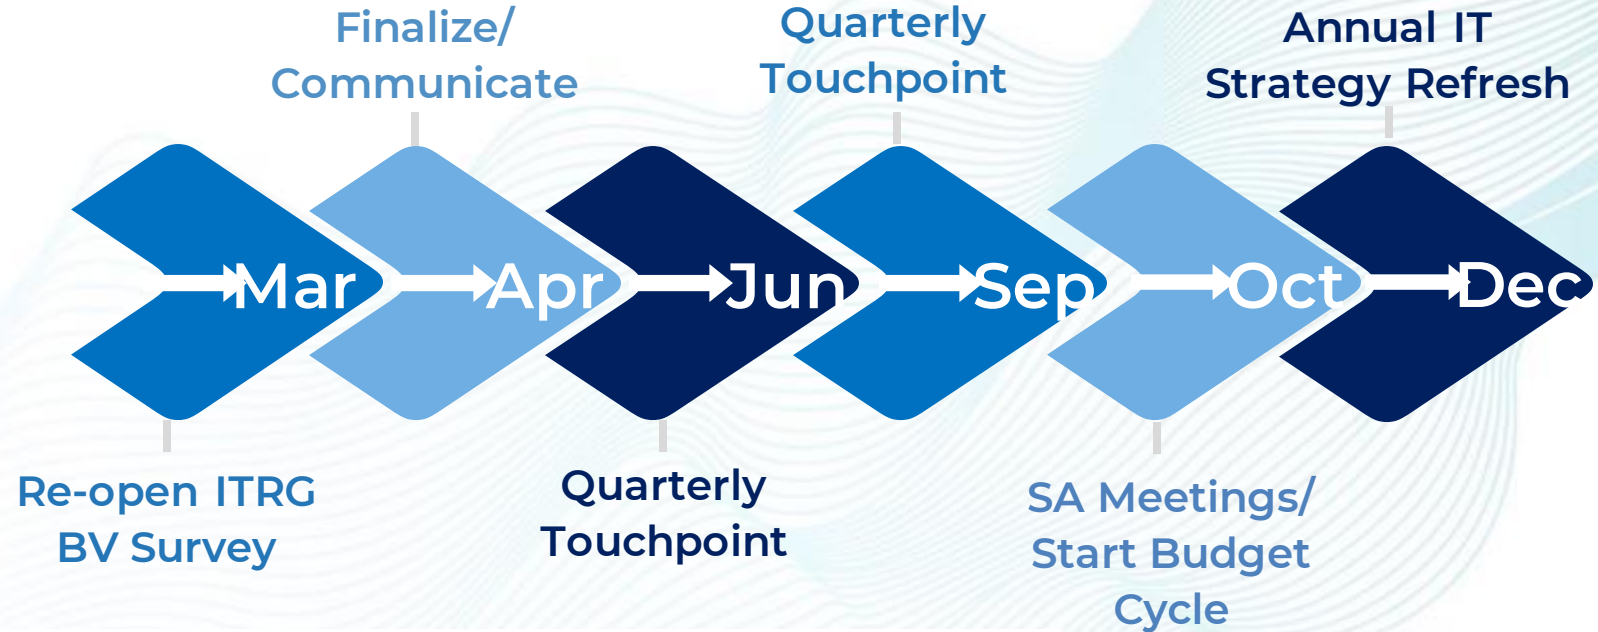 Finalize/
Communicate
Quarterly
Touchpoint
Annual IT
Strategy Refresh
Mar
Apr
Jun
Sep
Oct
Dec
Re-open ITRG
BV Survey
Quarterly
Touchpoint
SA Meetings/
Start Budget
Cycle